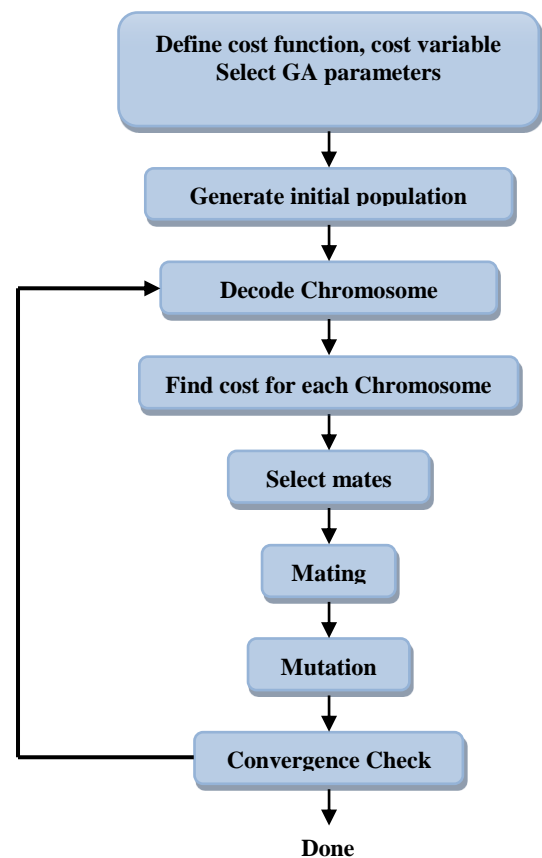 Define cost function, cost variable
Select GA parameters
Generate initial population
Decode Chromosome
Find cost for each Chromosome
Select mates
Mating
Mutation
Convergence Check
Done